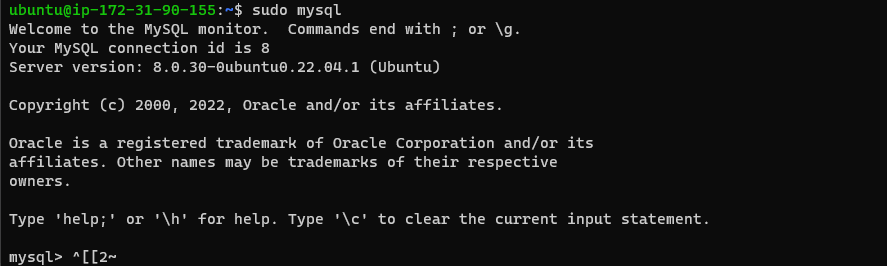 ubuntu@ip-172-31-90-155:~$ sudo mysql
Welcome to the MySQL monitor.  Commands end with ; or \g.
Your MySQL connection id is 8
Server version: 8.0.30-0ubuntu0.22.04.1 (Ubuntu)
Copyright (c) 2000, 2022, Oracle and/or its affiliates.
Oracle is a registered trademark of Oracle Corporation and/or its
affiliates. Other names may be trademarks of their respective
owners.
Type 'help;' or '\h' for help. Type '\c' to clear the current input statement.
mysql> ^[[2~